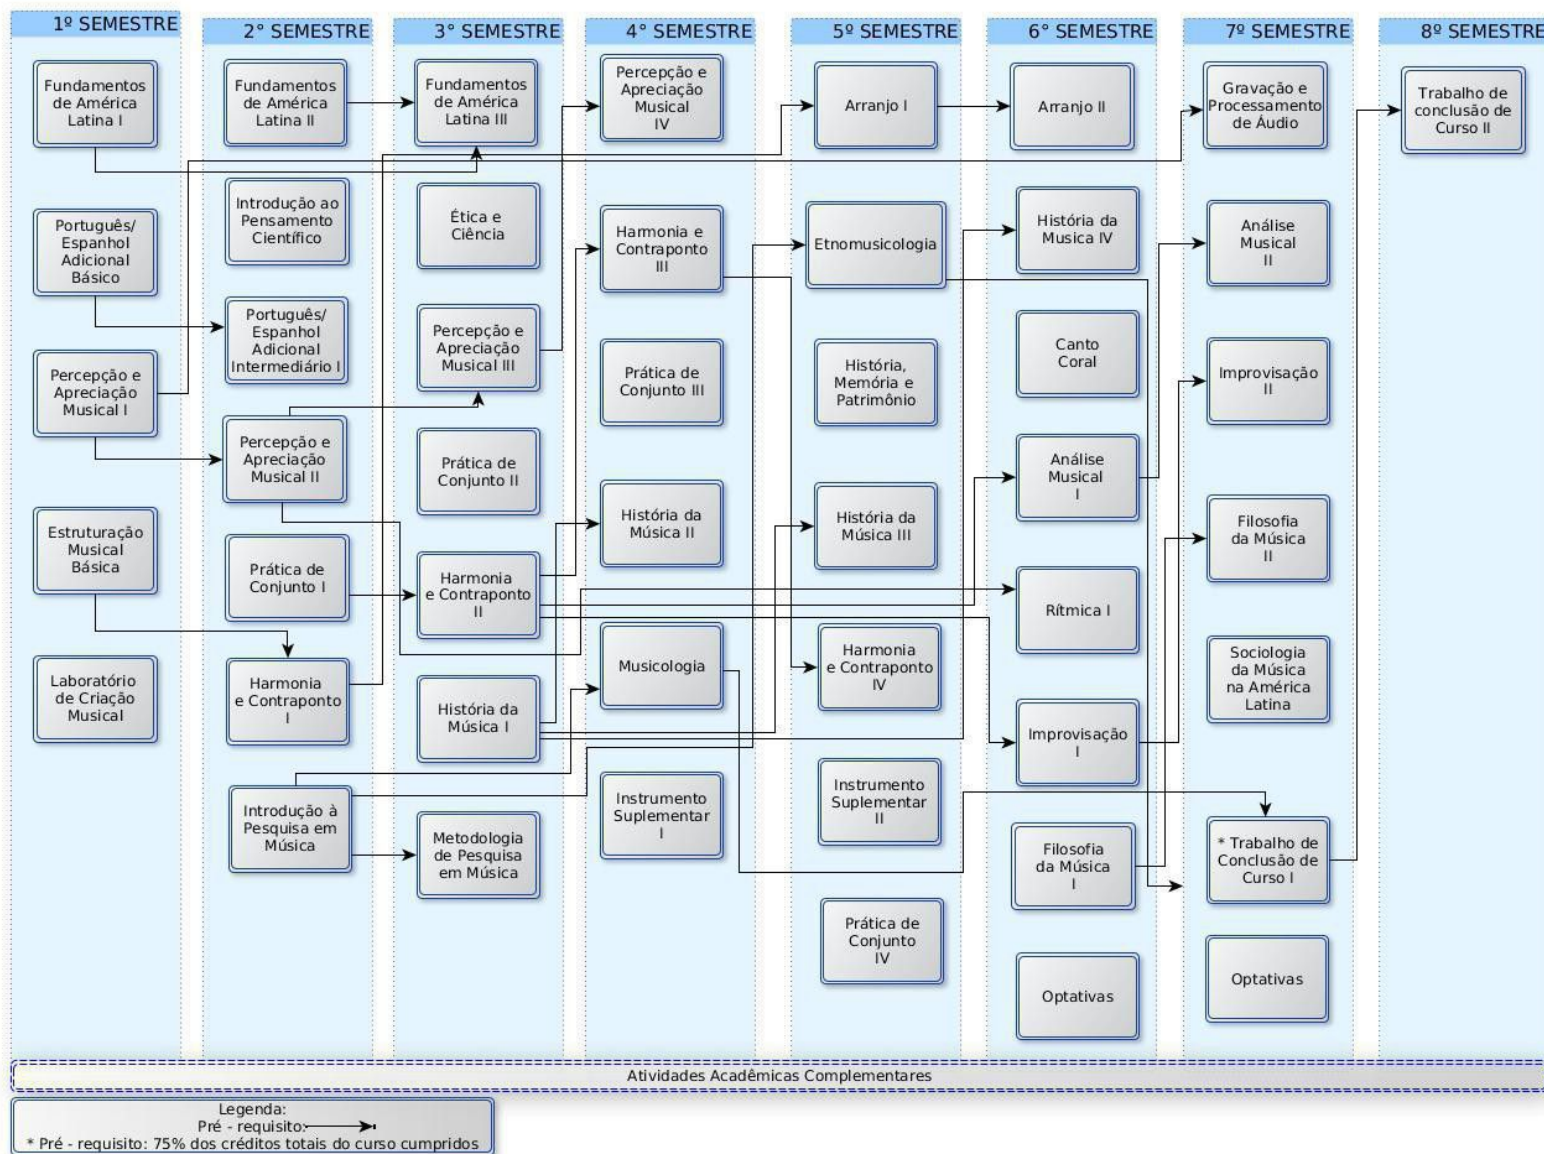 1º SEMESTRE
Fundamentos
de América
Latina I
Português/
Espanhol
Adicional
Básico
Percepção e
Apreciação
Musical I
Estruturação
Musical
Básica
Laboratório
de Criação
Musical
2° SEMESTRE
Fundamentos
de América
Latina II
Introdução ao
Pensamento
Científico
Português/
Espanhol
Adicional
Intermediário I
Percepção e
Apreciação
Musical II
Prática de
Conjunto I
Harmonia
e Contraponto
I
Introdução à
Pesquisa em
Música
3° SEMESTRE
Fundamentos
de América
Latina III
Ética e
Ciência
Percepção e
Apreciação
Musical III
Prática de
Conjunto II
Harmonia
e Contraponto
II
História da
Música I
Metodologia
de Pesquisa
em Música
4° SEMESTRE
Percepção e
Apreciação
Musical
IV
Harmonia e
Contraponto
III
Prática de
Conjunto III
História da
Música II
Musicologia
Instrumento
Suplementar
I
5º SEMESTRE
Arranjo I
Etnomusicologia
História,
Memória e
Patrimônio
História da
Música III
Harmonia
e Contraponto
IV
Instrumento
Suplementar
II
Prática de
Conjunto
IV
6° SEMESTRE
Arranjo II
História da
Musica IV
Canto
Coral
Análise
Musical
I
Rítmica I
Improvisação
I
Filosofia
da Música
I
Optativas
7º SEMESTRE
Gravação e
Processamento
de Áudio
Análise
Musical
II
Improvisação
II
Filosofia
da Música
II
Sociologia
da Música
na América
Latina
* Trabalho de
Conclusão de
Curso I
Optativas
8º SEMESTRE
Trabalho de
conclusão de
Curso II
Atividades Acadêmicas Complementares
Legenda:
Pré - requisito:
* Pré - requisito: 75% dos créditos totais do curso cumpridos